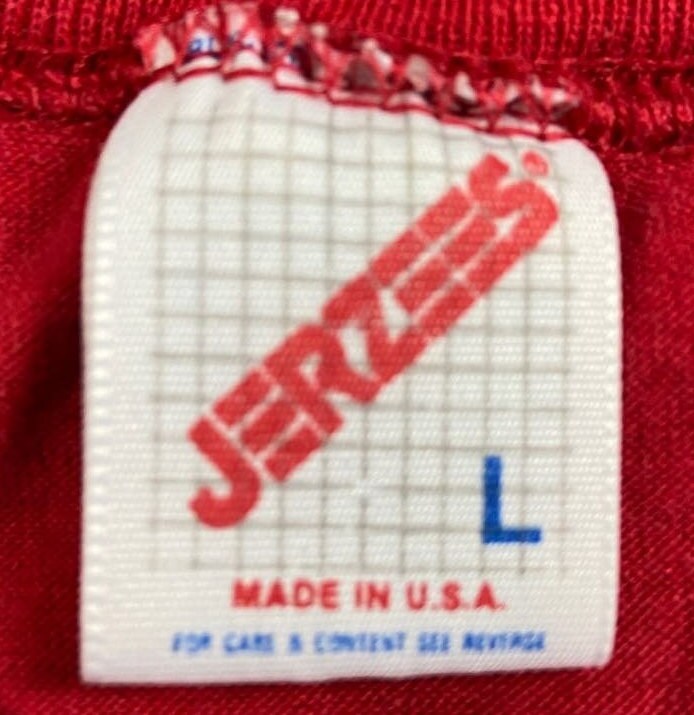 JERZEES®
L
MADE IN U.S.A.
FOR CARE & CONTENT SEE REVERSE